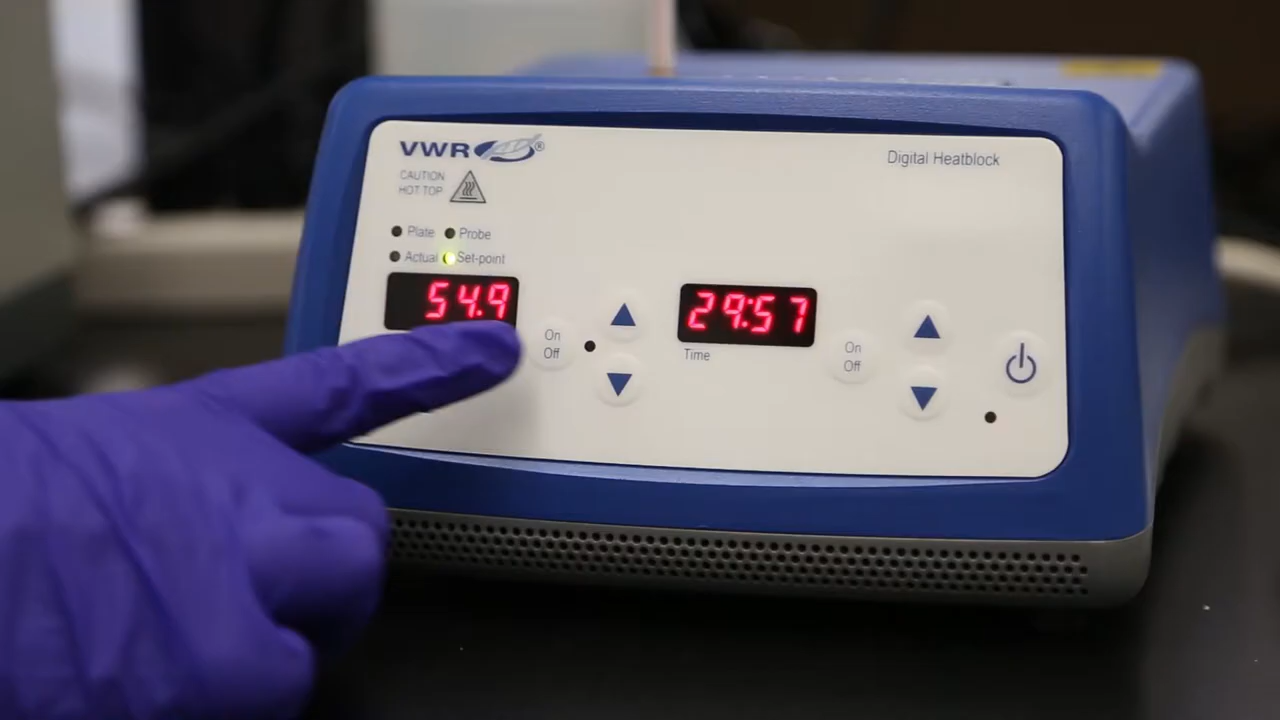 VWR®
Digital Heatblock
CAUTION
HOT TOP
Plate Probe
Actual Set-point
54.9
29:57
On
Off
Time
On
Off